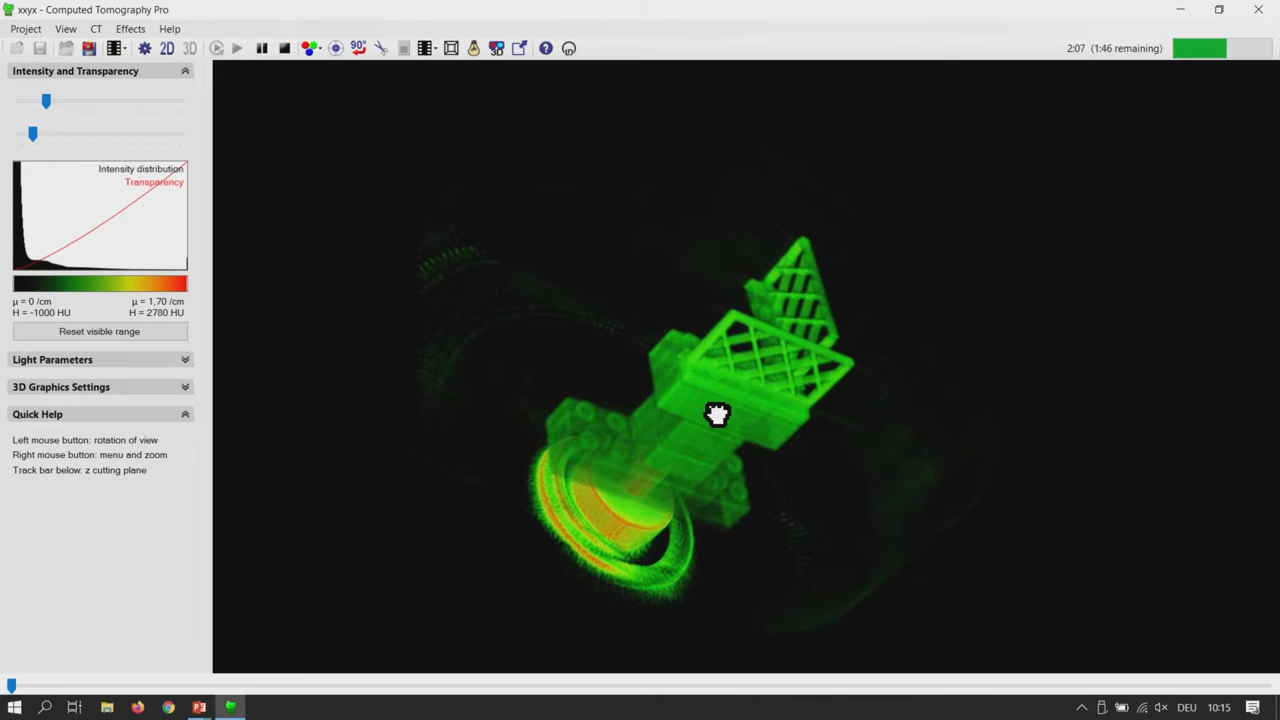 xxyx - Computed Tomography Pro
Project View CT Effects Help
2D 3D 90° 3D
2:07 (1:46 remaining)
Intensity and Transparency
Intensity distribution
Transparency
µ = 0 /cm µ = 1,70 /cm
H = -1000 HU H = 2780 HU
Reset visible range
Light Parameters
3D Graphics Settings
Quick Help
Left mouse button: rotation of view
Right mouse button: menu and zoom
Track bar below: z cutting plane
DEU 10:15